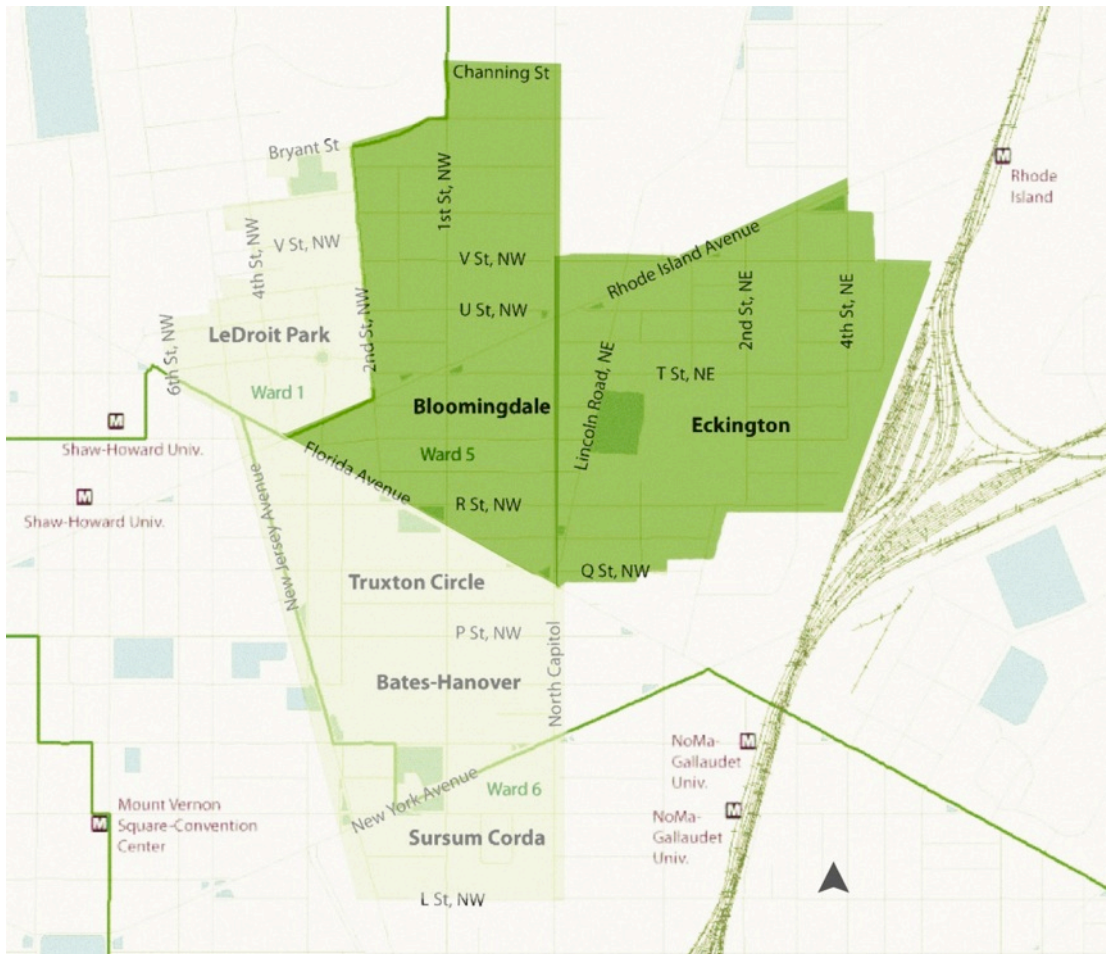 Channing St
Bryant St
M
Rhode
Island
1st St, NW
4th St, NW
V St, NW
V St, NW
Rhode Island Avenue
U St, NW
2nd St, NE
4th St, NE
LeDroit Park
6th St, NW
2nd St, NW
Lincoln Road, NE
T St, NE
Ward 1
Bloomingdale
Eckington
M
Shaw-Howard Univ.
Ward 5
Florida Avenue
M
Shaw-Howard Univ.
R St, NW
New Jersey Avenue
Truxton Circle
Q St, NW
P St, NW
North Capitol
Bates-Hanover
M
NoMa-
Gallaudet
Univ.
New York Avenue
Ward 6
M
Mount Vernon
Square-Convention
Center
M
NoMa-
Gallaudet
Univ.
Sursum Corda
L St, NW